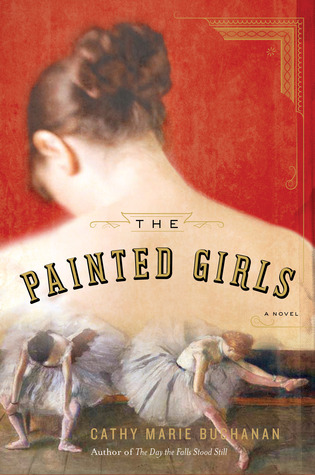 THE
PAINTED GIRLS
A NOVEL
CATHY MARIE BUCHANAN
Author of The Day the Falls Stood Still